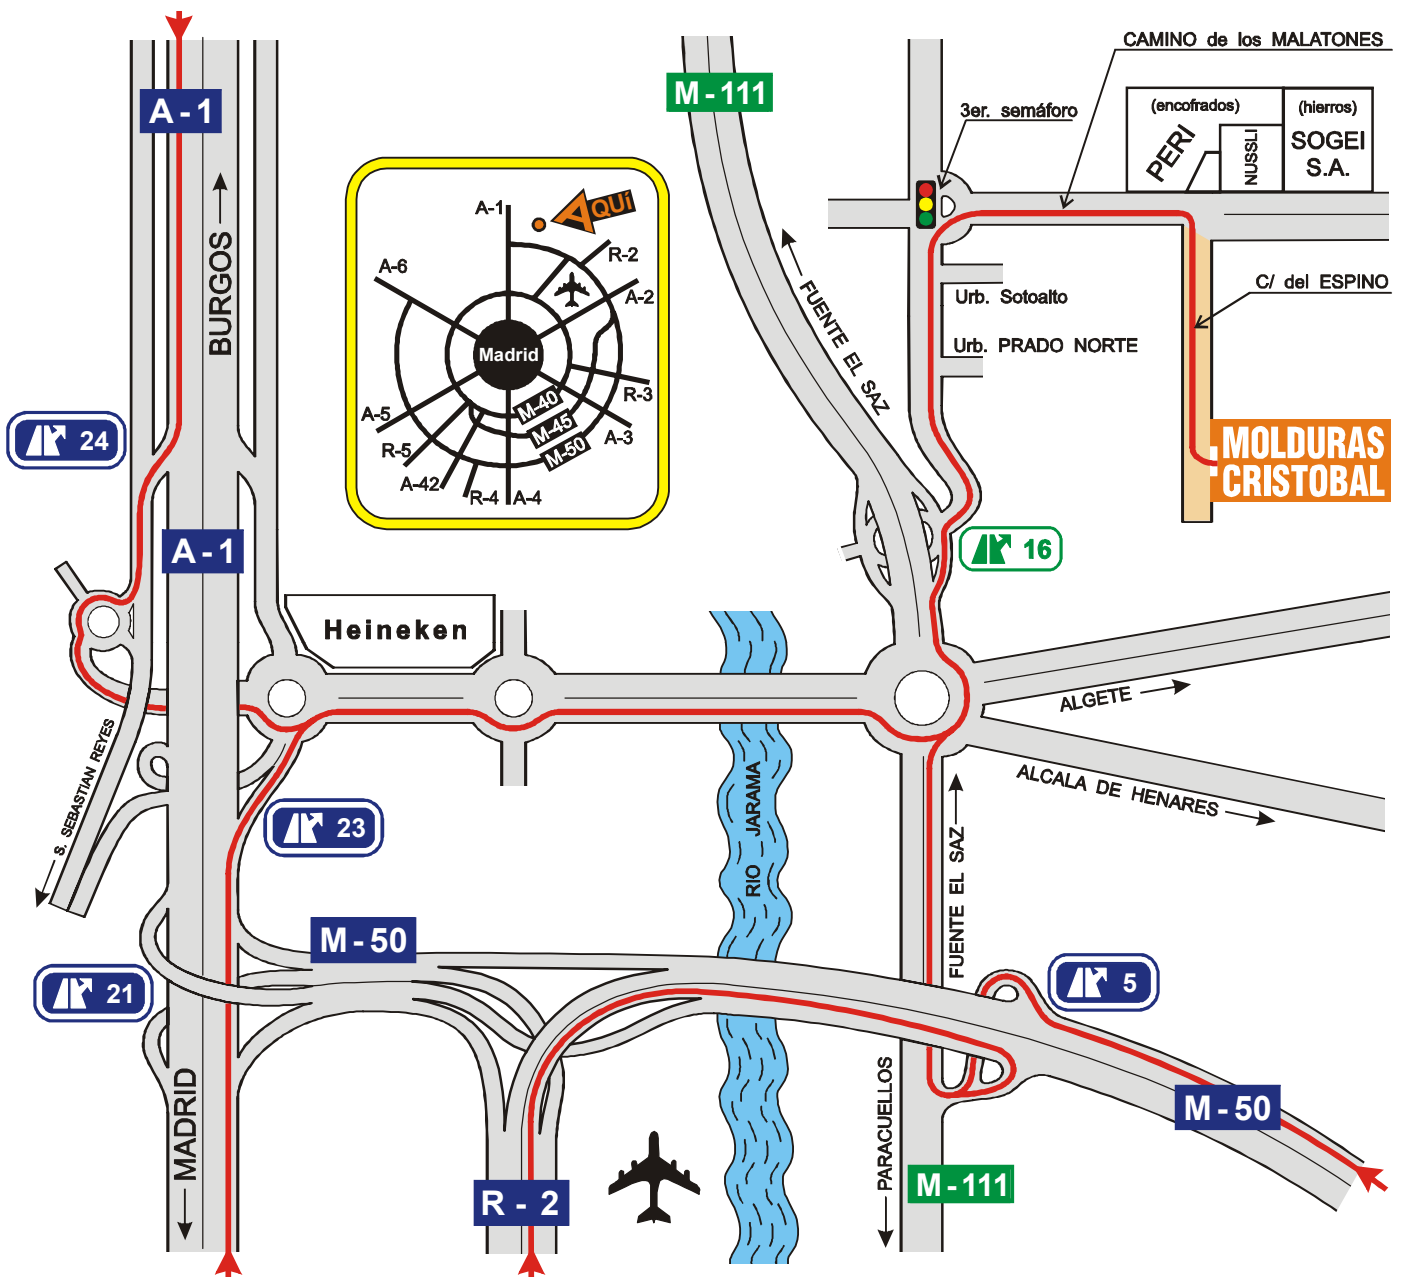 CAMINO de los MALATONES
A-1
M-111
3er. semáforo
(encofrados)
PERI
NUSSLI
(hierros)
SOGEI
S.A.
BURGOS
A-1
AQUí
R-2
A-6
A-2
Madrid
R-3
M-40
M-45
M-50
A-5
A-3
R-5
A-42
R-4
A-4
FUENTE EL SAZ
Urb. Sotoalto
Urb. PRADO NORTE
C/ del ESPINO
24
MOLDURAS
CRISTOBAL
A-1
16
Heineken
ALGETE
ALCALA DE HENARES
S. SEBASTIAN REYES
RIO JARAMA
23
FUENTE EL SAZ
M-50
21
5
MADRID
PARACUELLOS
M-50
R-2
M-111